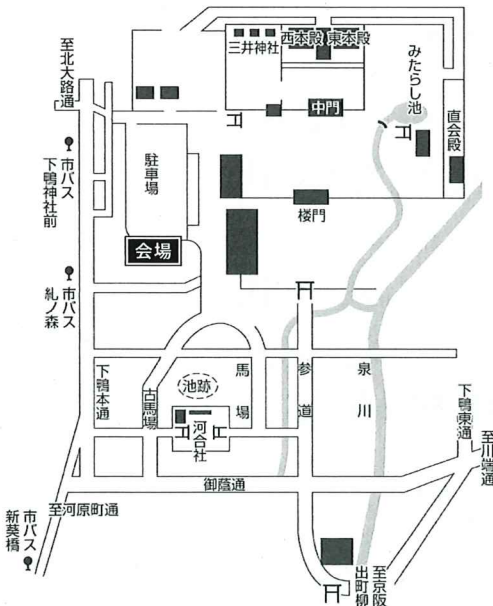 三井神社
西本殿
東本殿
みたらし池
至北大路通
中門
直会殿
市バス
下鴨神社前
駐車場
楼門
会場
市バス
糺ノ森
下鴨本通
古馬場
池跡
馬場
参道
泉川
河合社
下鴨東通
至川端通
御蔭通
至河原町通
市バス
新葵橋
至京阪
出町柳